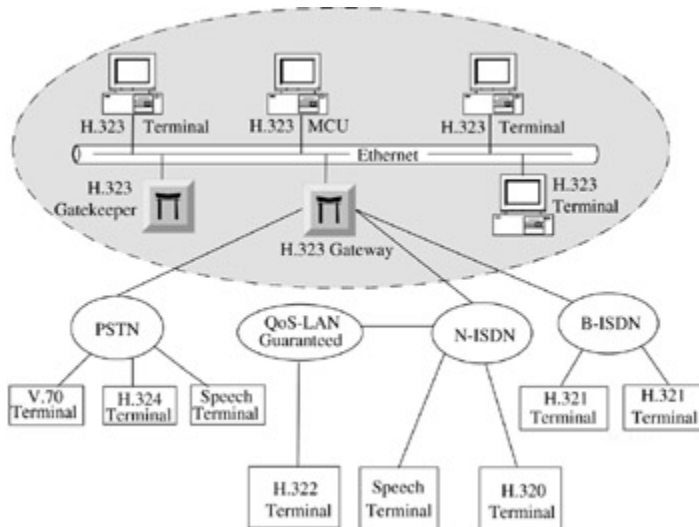 H.323 Terminal
H.323 MCU
H.323 Terminal
Ethernet
H.323
Gatekeeper
H.323 Gateway
H.323
Terminal
PSTN
QoS-LAN
Guaranteed
N-ISDN
B-ISDN
V.70
Terminal
H.324
Terminal
Speech
Terminal
H.321
Terminal
H.321
Terminal
H.322
Terminal
Speech
Terminal
H.320
Terminal